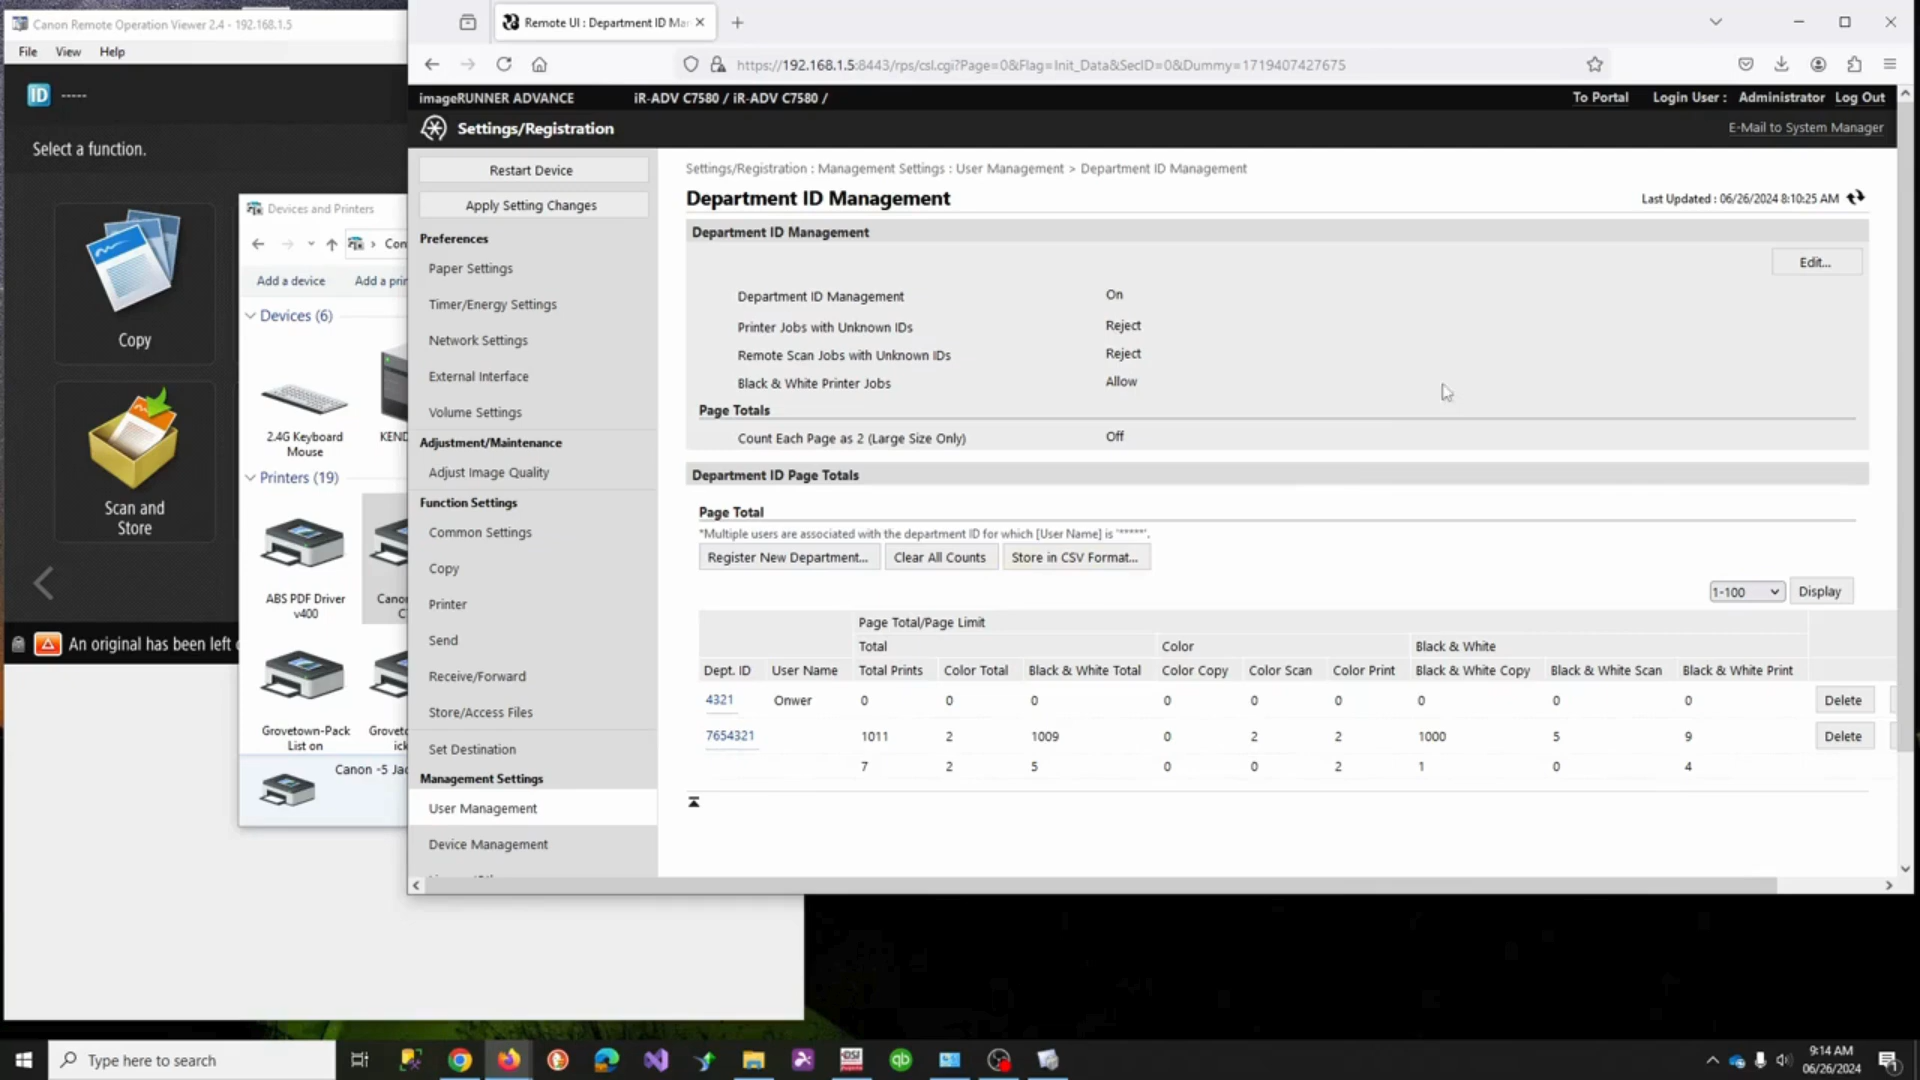 Canon Remote Operation Viewer 2.4 - 192.168.1.5
File View Help
ID -----
Select a function.
Copy
Scan and
Store
An original has been left
Devices and Printers
Add a device
Devices (6)
2.4G Keyboard
Mouse
Printers (19)
ABS PDF Driver
v400
Grovetown-Pack
List on
Canon -5
Remote UI : Department ID
https://192.168.1.5:8443/rps/csl.cgi?Page=0&Flag=Init_Data&SecID=0&Dummy=1719407427675
imageRUNNER ADVANCE iR-ADV C7580 / iR-ADV C7580 / To Portal Login User : Administrator Log Out
Settings/Registration
E-Mail to System Manager
Restart Device
Apply Setting Changes
Preferences
Paper Settings
Timer/Energy Settings
Network Settings
External Interface
Volume Settings
Adjustment/Maintenance
Adjust Image Quality
Function Settings
Common Settings
Copy
Printer
Send
Receive/Forward
Store/Access Files
Set Destination
Management Settings
User Management
Device Management
Settings/Registration : Management Settings : User Management > Department ID Management
Department ID Management
Last Updated : 06/26/2024 8:10:25 AM
Department ID Management
Edit...
Department ID Management On
Printer Jobs with Unknown IDs Reject
Remote Scan Jobs with Unknown IDs Reject
Black & White Printer Jobs Allow
Page Totals
Count Each Page as 2 (Large Size Only) Off
Department ID Page Totals
Page Total
*Multiple users are associated with the department ID for which [User Name] is '*****'.
Register New Department... Clear All Counts Store in CSV Format...
1-100 Display
Page Total/Page Limit
Total Color Black & White
Dept. ID User Name Total Prints Color Total Black & White Total Color Copy Color Scan Color Print Black & White Copy Black & White Scan Black & White Print
4321 Onwer 0 0 0 0 0 0 0 0 0 Delete
7654321 1011 2 1009 0 2 2 1000 5 9 Delete
7 2 5 0 0 2 1 0 4
Type here to search
9:14 AM
06/26/2024